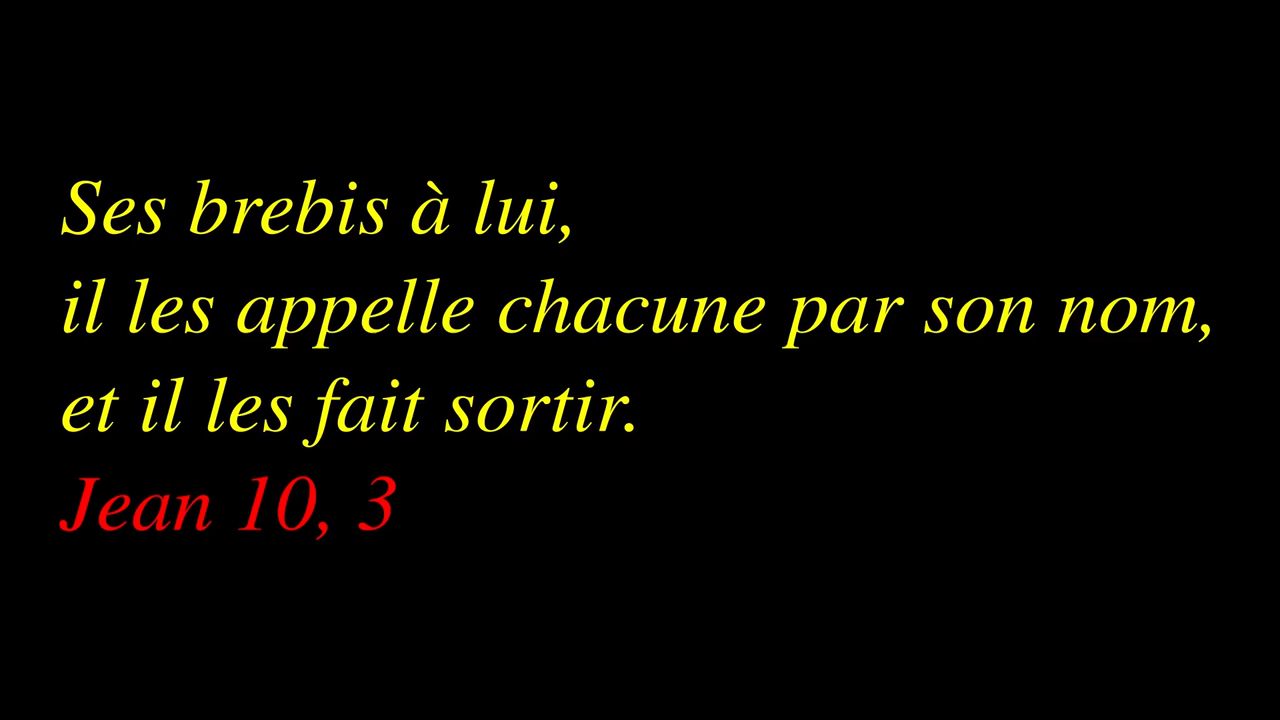 Ses brebis à lui,
il les appelle chacune par son nom,
et il les fait sortir.
Jean 10, 3